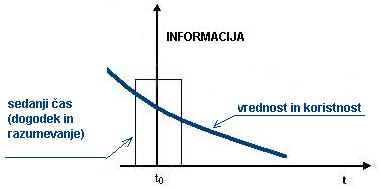 INFORMACIJA
sedanji čas
(dogodek in
razumevanje)
vrednost in koristnost
t0
t